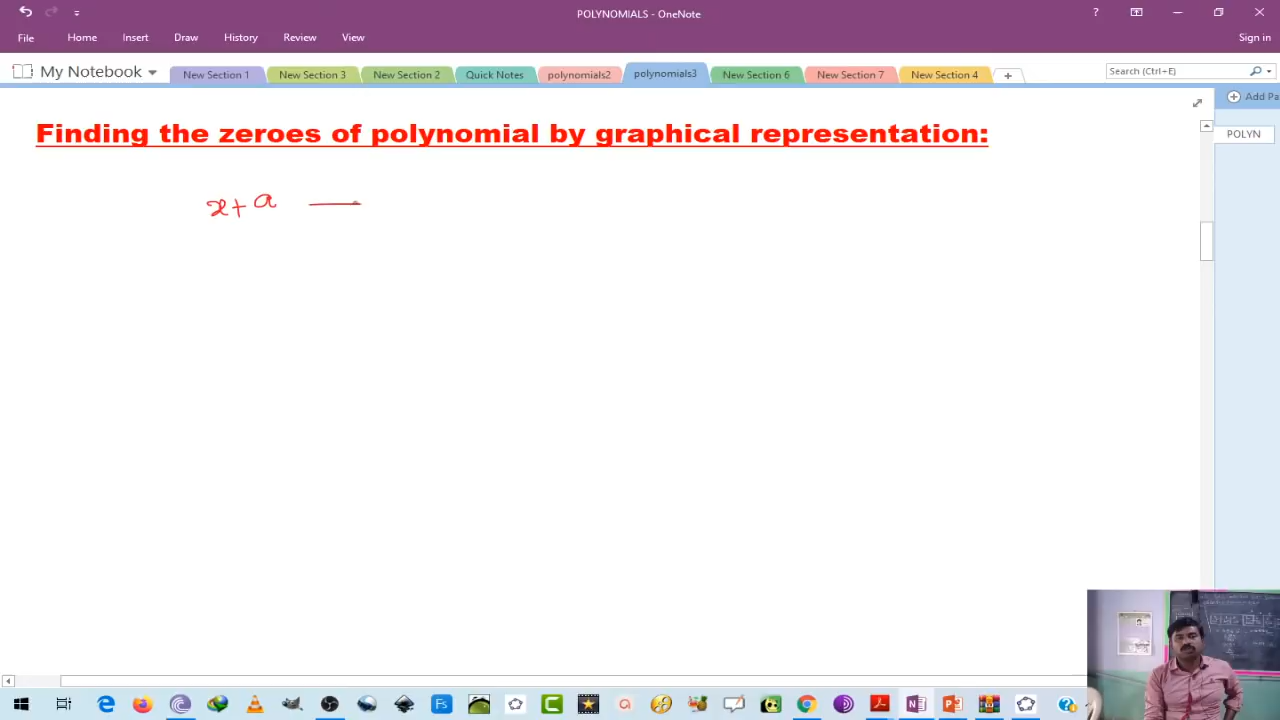 POLYNOMIALS - OneNote
?
File Home Insert Draw History Review View
Sign in
My Notebook
New Section 1 New Section 3 New Section 2 Quick Notes polynomials2 polynomials3 New Section 6 New Section 7 New Section 4 +
Search (Ctrl+E)
Add Pa
Finding the zeroes of polynomial by graphical representation:
POLYN
x+a —